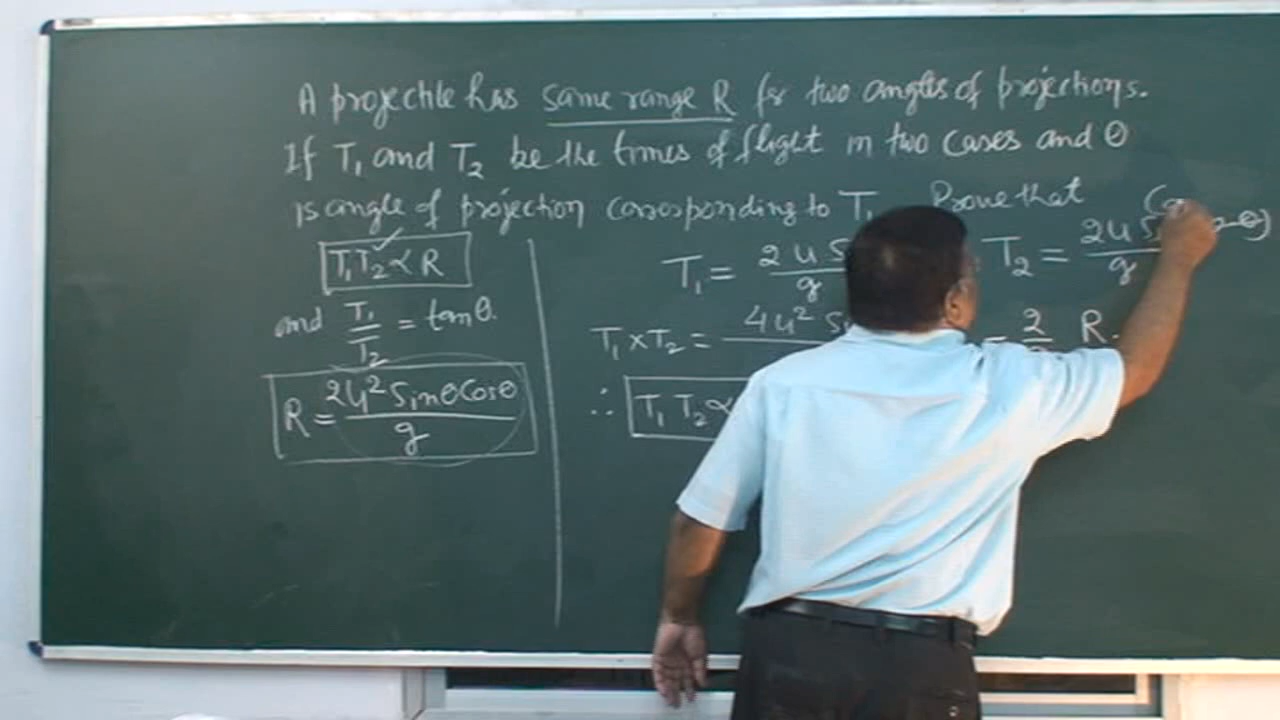 A projectile has same range R for two angles of projections.
If T₁ and T₂ be the times of flight in two cases and θ
is angle of projection corresponding to T₁ Prove that
T₁T₂ ∝ R
and T₁/T₂ = tanθ.
R = 2u² Sinθ Cosθ / g
T₁ = 2u S / g
T₂ = 2u / g
T₁ × T₂ = 4u² = 2 R.
∴ T₁ T₂ ∝